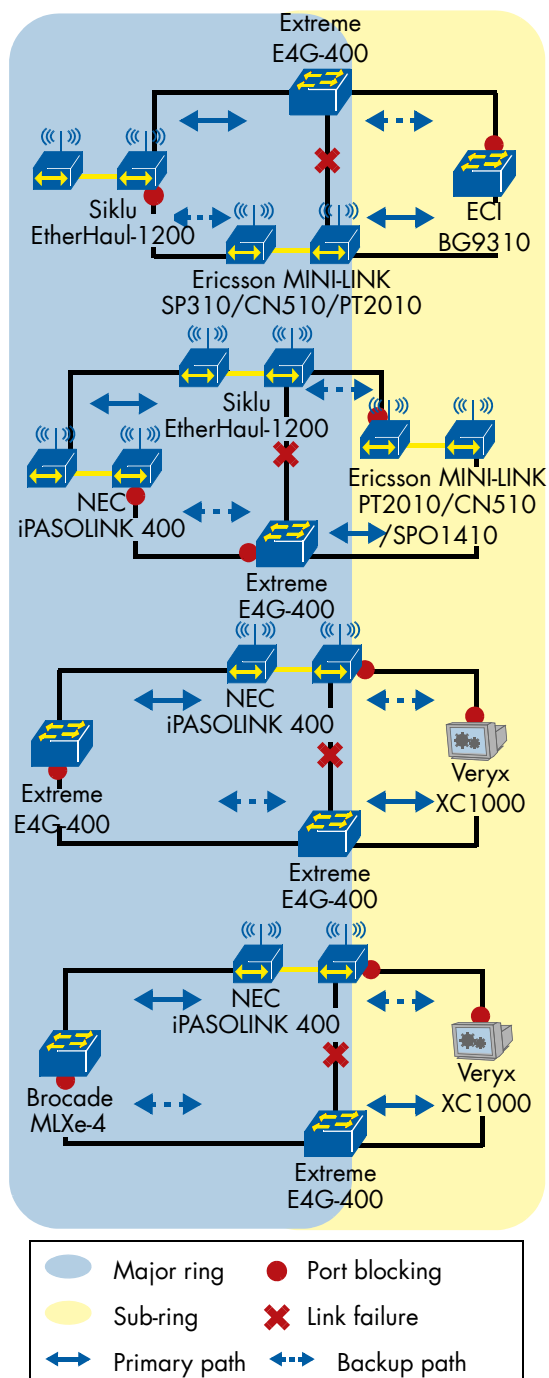 Extreme
E4G-400
Siklu
EtherHaul-1200
ECI
BG9310
Ericsson MINI-LINK
SP310/CN510/PT2010
Siklu
EtherHaul-1200
NEC
iPASOLINK 400
Ericsson MINI-LINK
PT2010/CN510
/SPO1410
Extreme
E4G-400
NEC
iPASOLINK 400
Extreme
E4G-400
Veryx
XC1000
Extreme
E4G-400
NEC
iPASOLINK 400
Brocade
MLXe-4
Veryx
XC1000
Extreme
E4G-400
Major ring
Port blocking
Sub-ring
Link failure
Primary path
Backup path